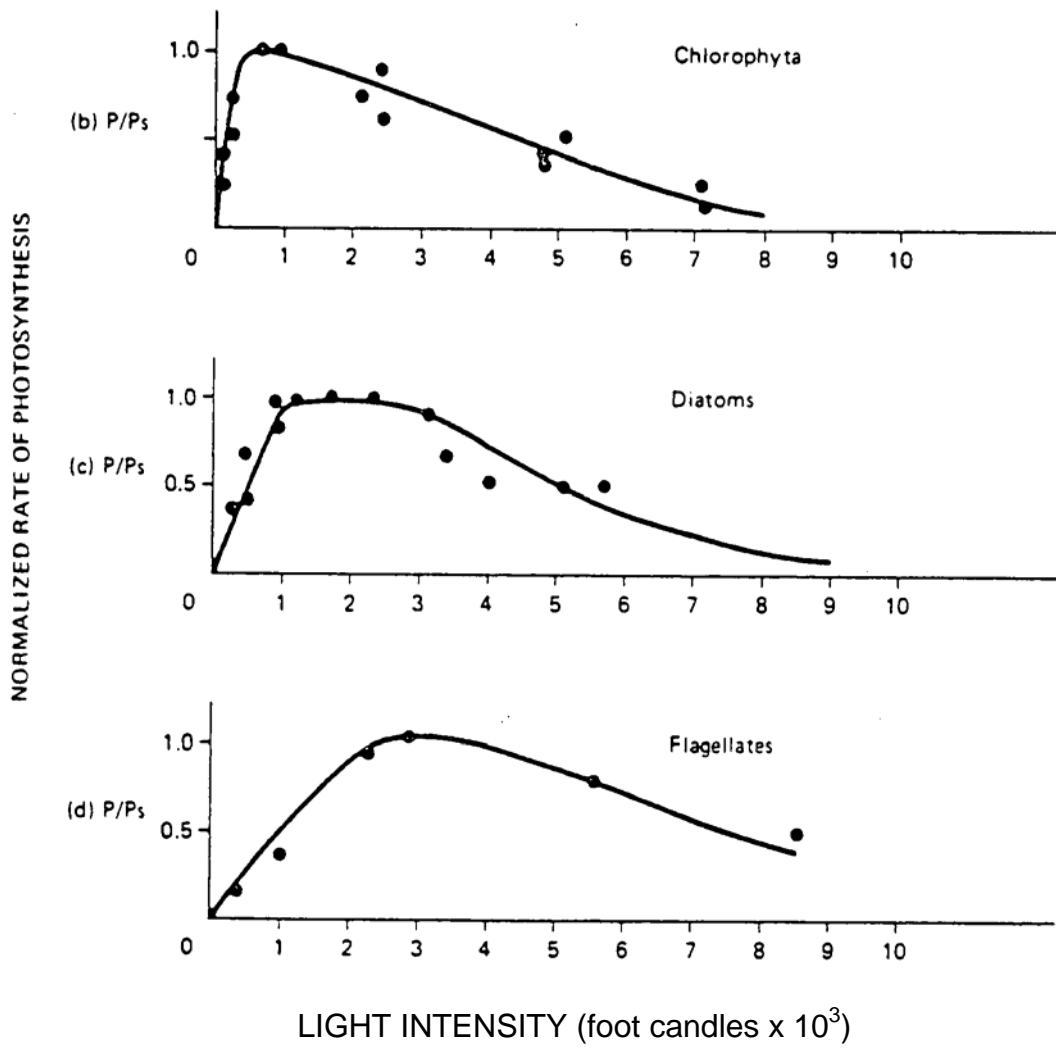 NORMALIZED RATE OF PHOTOSYNTHESIS
Chlorophyta
1.0
(b) P/Ps
0 1 2 3 4 5 6 7 8 9 10
Diatoms
1.0
(c) P/Ps
0.5
0 1 2 3 4 5 6 7 8 9 10
Flagellates
1.0
(d) P/Ps
0.5
0 1 2 3 4 5 6 7 8 9 10
LIGHT INTENSITY (foot candles x 10³)